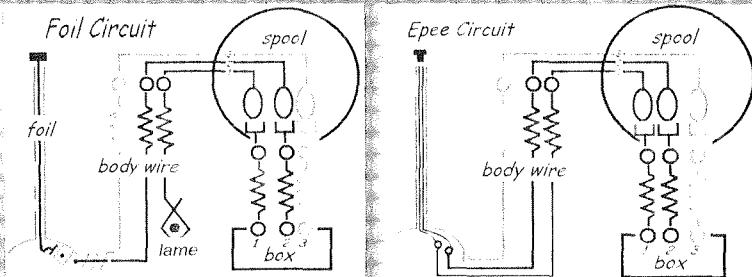 Foil Circuit
spool
foil
body wire
lame
1 2 3
box
Epee Circuit
spool
body wire
1 2 3
box